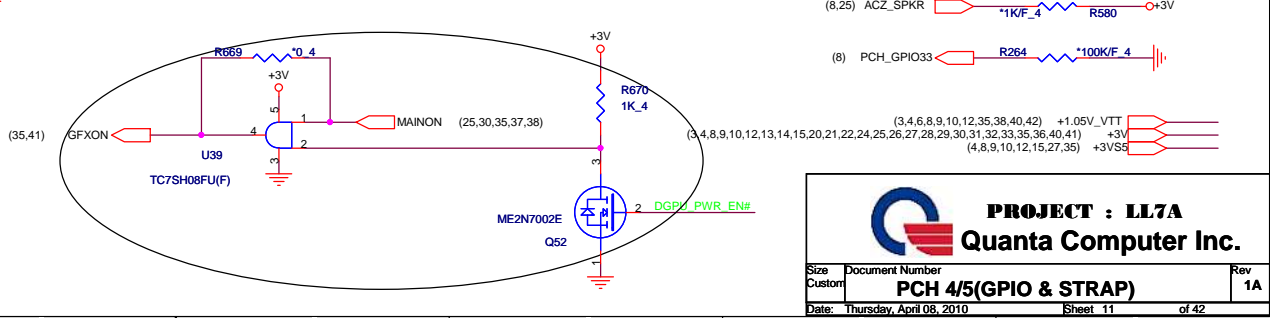 (8,25) ACZ_SPKR
*1K/F_4 R580
+3V
(8) PCH_GPIO33
R264 *100K/F_4
R669 *0_4
+3V
5
1
4
2
3
(35,41) GFXON
MAINON (25,30,35,37,38)
U39
TC7SH08FU(F)
+3V
R670
1K_4
3
2
1
ME2N7002E
Q52
DGPU_PWR_EN#
(3,4,6,8,9,10,12,35,38,40,42) +1.05V_VTT
(3,4,8,9,10,12,13,14,15,20,21,22,24,25,26,27,28,29,30,31,32,33,35,36,40,41) +3V
(4,8,9,10,12,15,27,35) +3VS5
PROJECT : LL7A
Quanta Computer Inc.
Size Document Number Rev
Custom PCH 4/5(GPIO & STRAP) 1A
Date: Thursday, April 08, 2010 Sheet 11 of 42